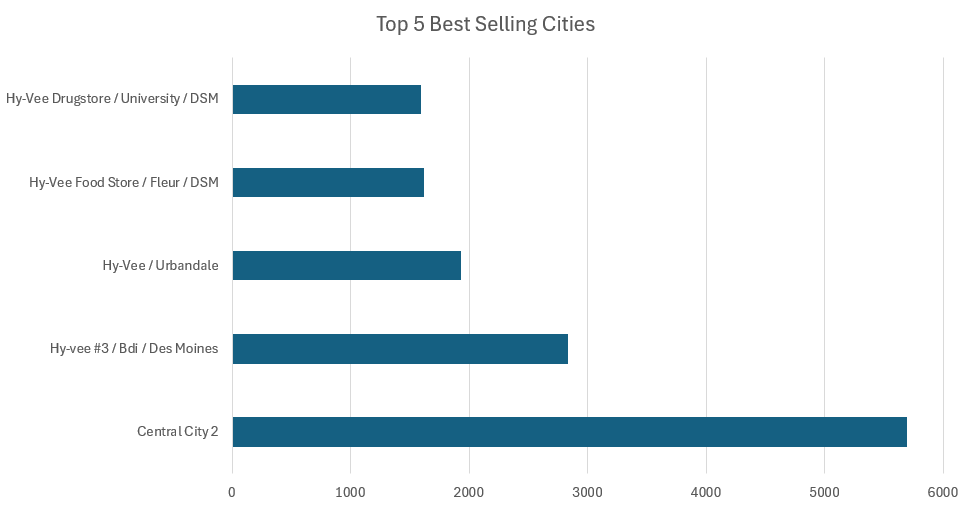 Top 5 Best Selling Cities
Hy-Vee Drugstore / University / DSM
Hy-Vee Food Store / Fleur / DSM
Hy-Vee / Urbandale
Hy-vee #3 / Bdi / Des Moines
Central City 2
0 1000 2000 3000 4000 5000 6000